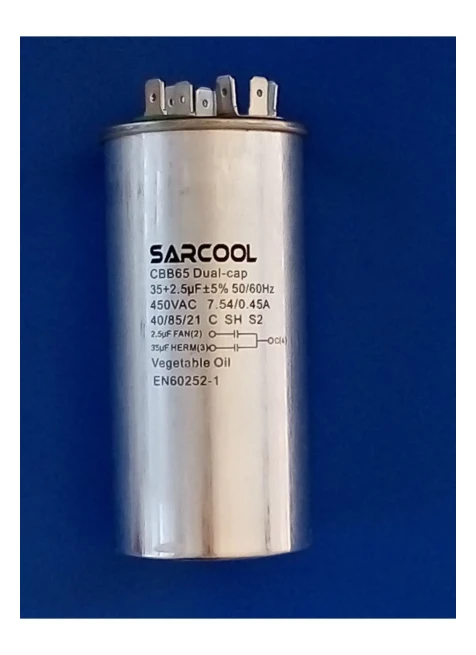 SARCOOL
CBB65 Dual-cap
35+2.5µF±5% 50/60Hz
450VAC 7.54/0.45A
40/85/21 C SH S2
2.5µF FAN(2)
35µF HERM(3)
C(4)
Vegetable Oil
EN60252-1